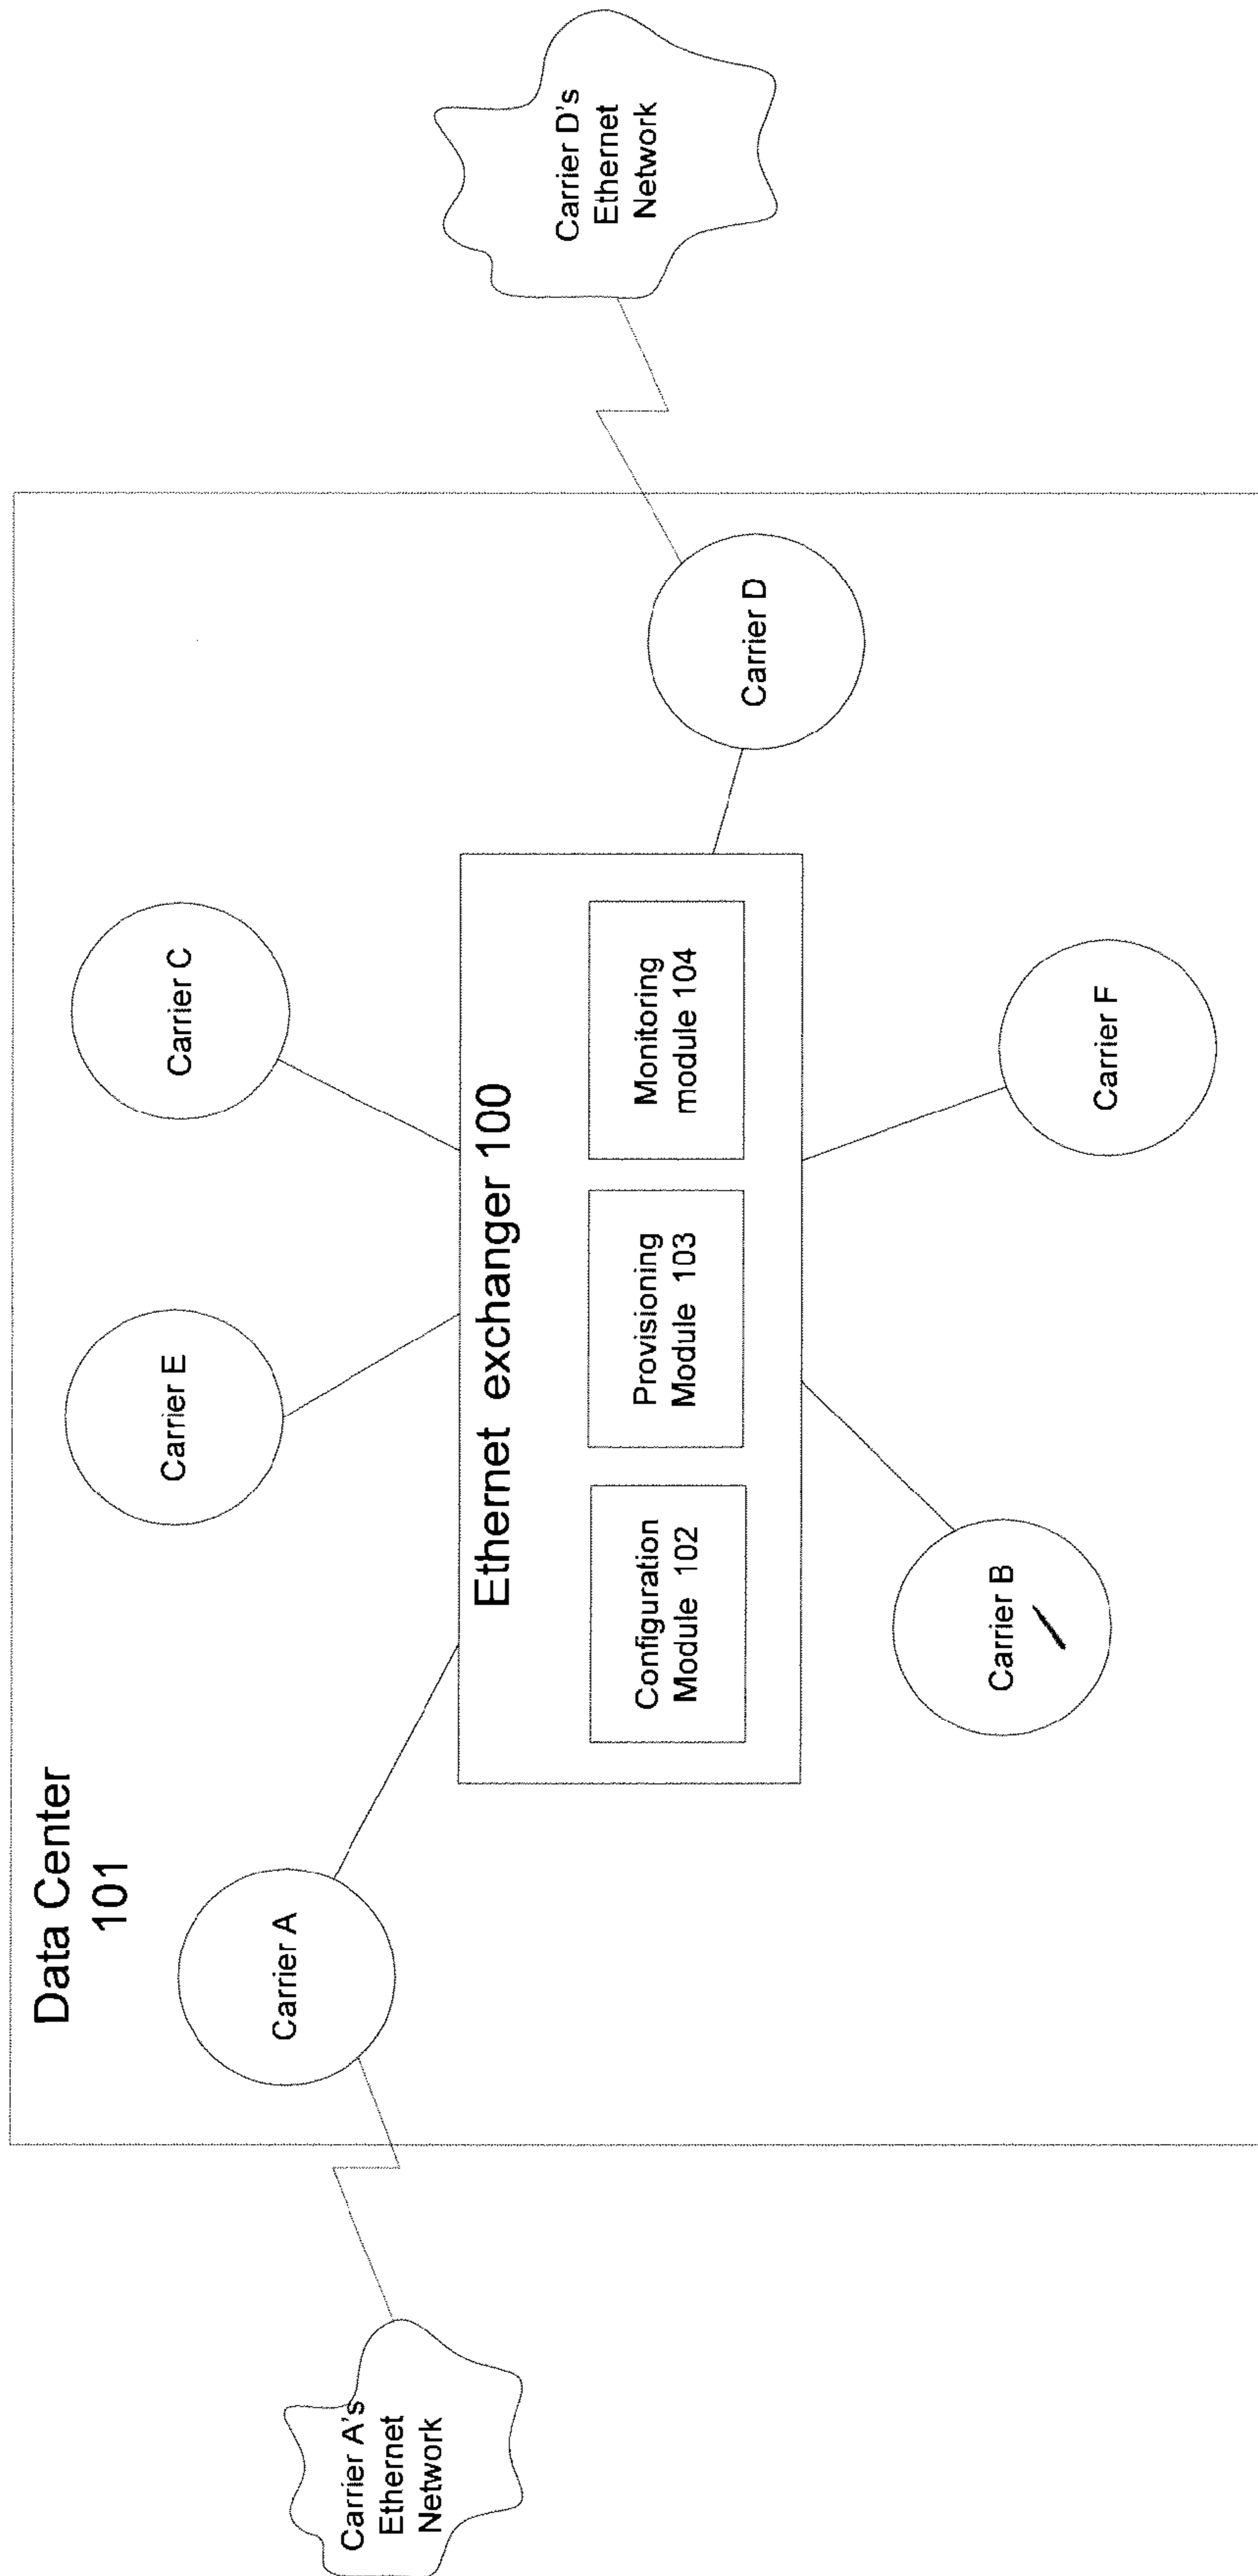 Data Center
101
Carrier A's
Ethernet
Network
Carrier A
Carrier E
Carrier C
Ethernet exchanger 100
Configuration
Module 102
Provisioning
Module 103
Monitoring
module 104
Carrier B
Carrier F
Carrier D
Carrier D's
Ethernet
Network